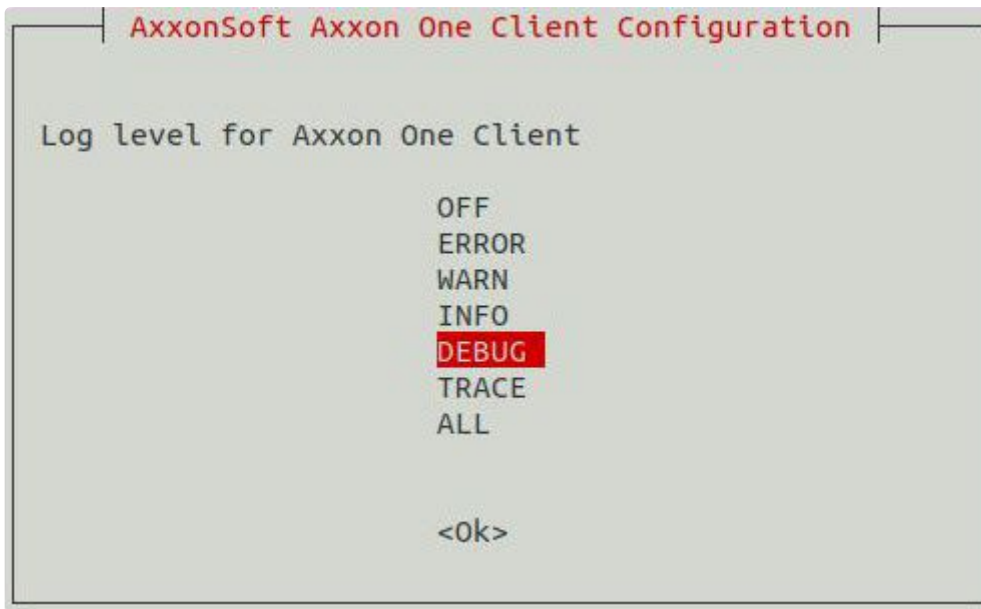 AxxonSoft Axxon One Client Configuration
Log level for Axxon One Client
OFF
ERROR
WARN
INFO
DEBUG
TRACE
ALL
<Ok>